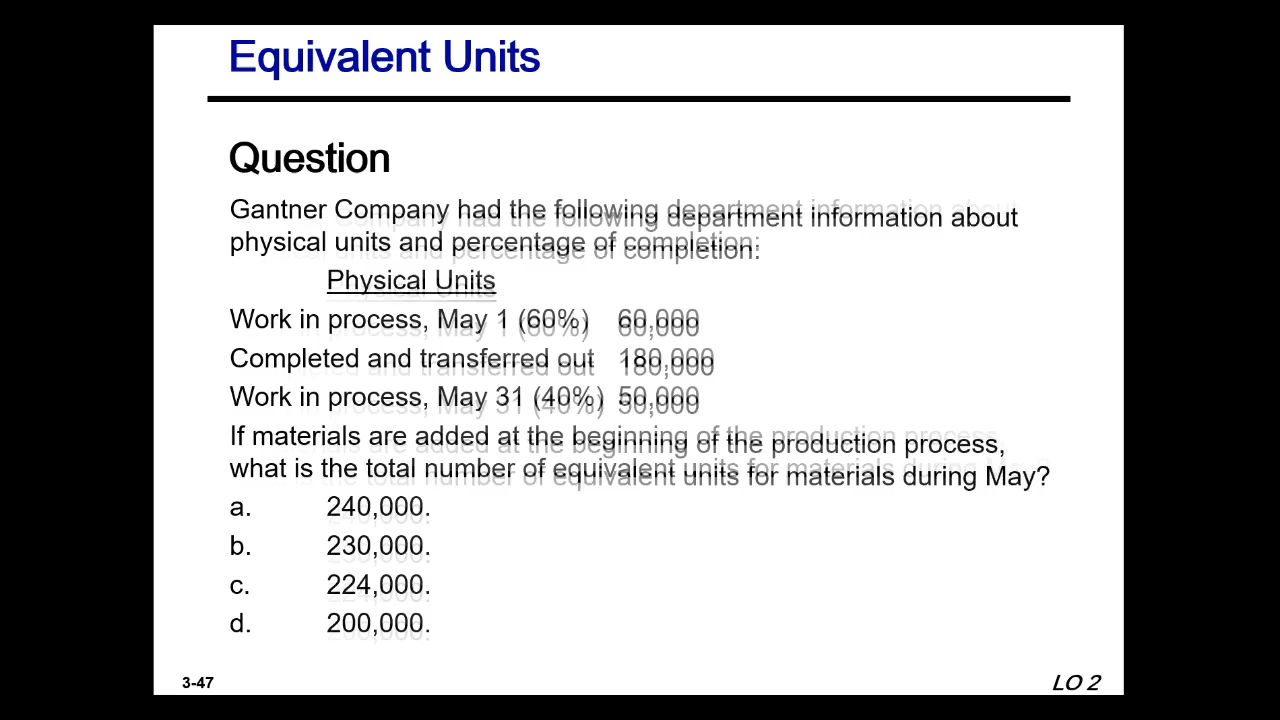 Equivalent Units
Question
Gantner Company had the following department information about
physical units and percentage of completion:
Physical Units
Work in process, May 1 (60%) 60,000
Completed and transferred out 180,000
Work in process, May 31 (40%) 50,000
If materials are added at the beginning of the production process,
what is the total number of equivalent units for materials during May?
a. 240,000.
b. 230,000.
c. 224,000.
d. 200,000.
3-47
LO 2